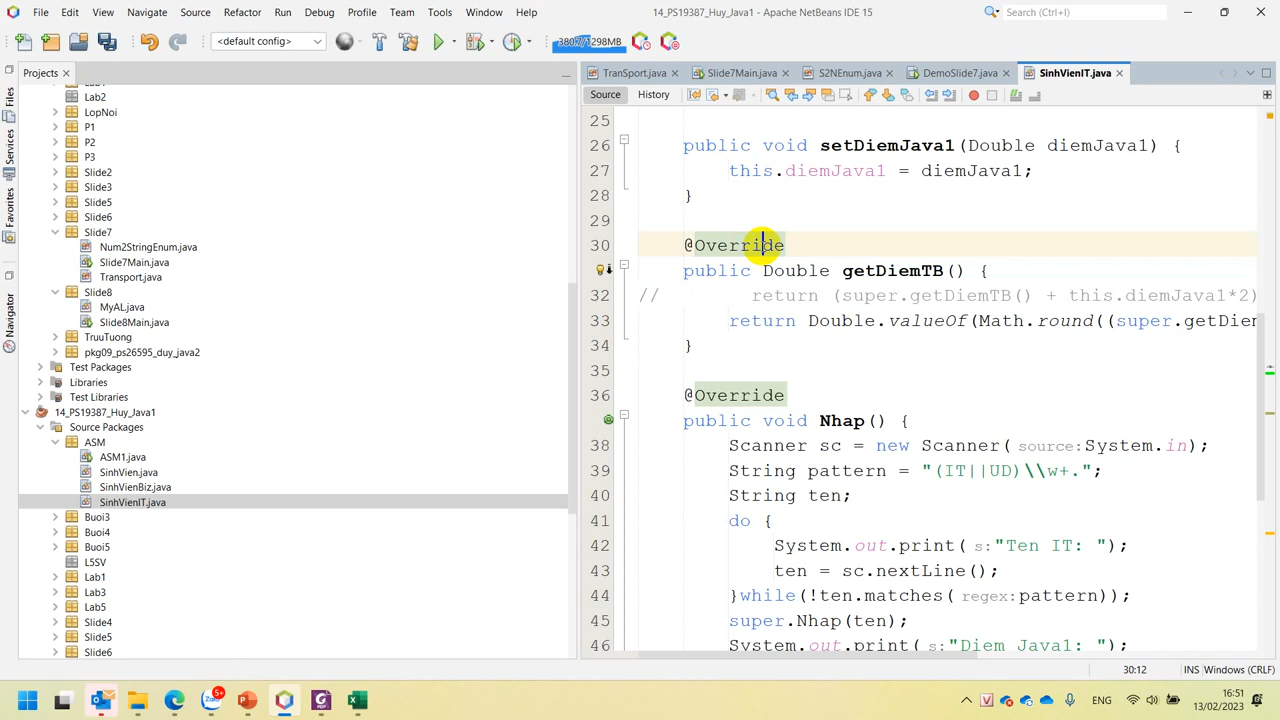 File Edit View Navigate Source Refactor Run Debug Profile Team Tools Window Help
14_PS19387_Huy_Java1 - Apache NetBeans IDE 15
Search (Ctrl+I)
<default config>
380.7/1298MB
Projects
TranSport.java
Slide7Main.java
S2NEnum.java
DemoSlide7.java
SinhVienIT.java
Source
History
Files
Services
Favorites
Navigator
Lab2
LopNoi
P1
P2
P3
Slide2
Slide3
Slide5
Slide6
Slide7
Num2StringEnum.java
Slide7Main.java
Transport.java
Slide8
MyAL.java
Slide8Main.java
TruuTuong
pkg09_ps26595_duy_java2
Test Packages
Libraries
Test Libraries
14_PS19387_Huy_Java1
Source Packages
ASM
ASM1.java
SinhVien.java
SinhVienBiz.java
SinhVienIT.java
Buoi3
Buoi4
Buoi5
L5SV
Lab1
Lab3
Lab5
Slide4
Slide5
Slide6
25
26 public void setDiemJava1(Double diemJava1) {
27 this.diemJava1 = diemJava1;
28 }
29
30 @Override
public Double getDiemTB() {
32 // return (super.getDiemTB() + this.diemJava1*2)
33 return Double.valueOf(Math.round((super.getDien
34 }
35
36 @Override
public void Nhap() {
38 Scanner sc = new Scanner( source: System.in);
39 String pattern = "(IT||UD)\\w+.";
40 String ten;
41 do {
42 System.out.print( s: "Ten IT: ");
43 ten = sc.nextLine();
44 }while(!ten.matches( regex: pattern));
45 super.Nhap(ten);
46 System.out.print( s: "Diem Java1: ");
30:12
INS
Windows (CRLF)
5+
ENG
16:51
13/02/2023